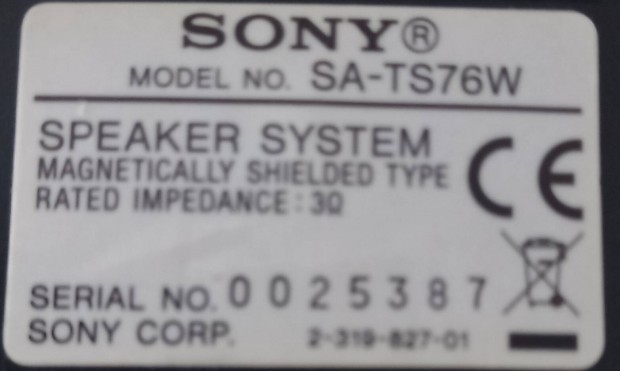 SONY®
MODEL NO. SA-TS76W
SPEAKER SYSTEM
MAGNETICALLY SHIELDED TYPE
RATED IMPEDANCE : 3Ω
CE
SERIAL NO. 0025387
SONY CORP. 2-319-827-01